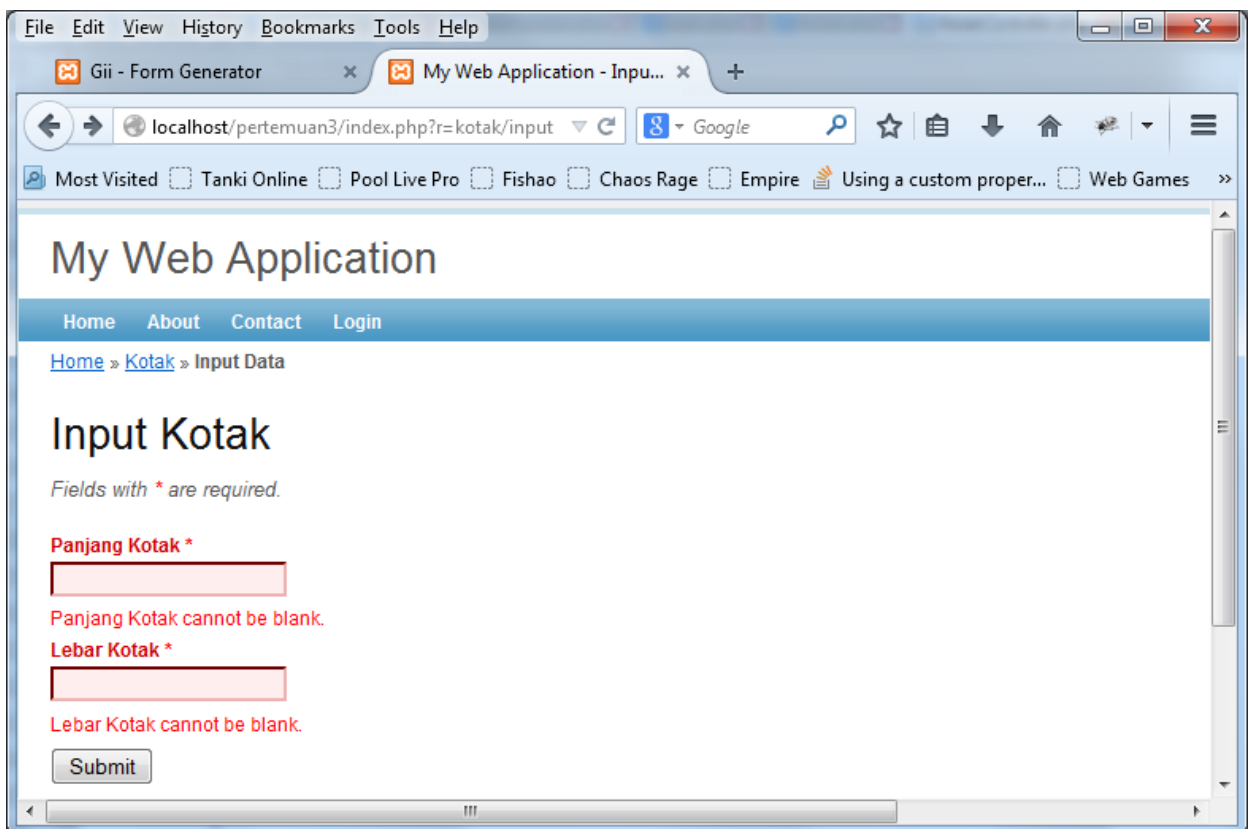 File Edit View History Bookmarks Tools Help
Gii - Form Generator
My Web Application - Inpu...
localhost/pertemuan3/index.php?r=kotak/input
Google
Most Visited Tanki Online Pool Live Pro Fishao Chaos Rage Empire Using a custom proper... Web Games »
My Web Application
Home About Contact Login
Home » Kotak » Input Data
Input Kotak
Fields with * are required.
Panjang Kotak *
Panjang Kotak cannot be blank.
Lebar Kotak *
Lebar Kotak cannot be blank.
Submit